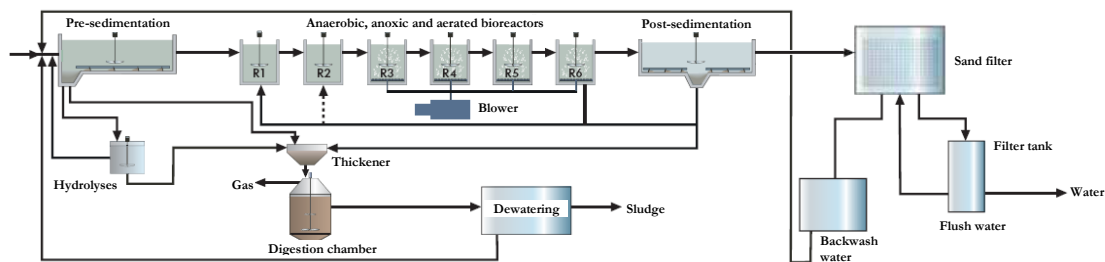 Pre-sedimentation
Anaerobic, anoxic and aerated bioreactors
Post-sedimentation
Sand filter
R1
R2
R3
R4
R5
R6
Blower
Hydrolyses
Thickener
Filter tank
Gas
Dewatering
Sludge
Water
Digestion chamber
Backwash
water
Flush water